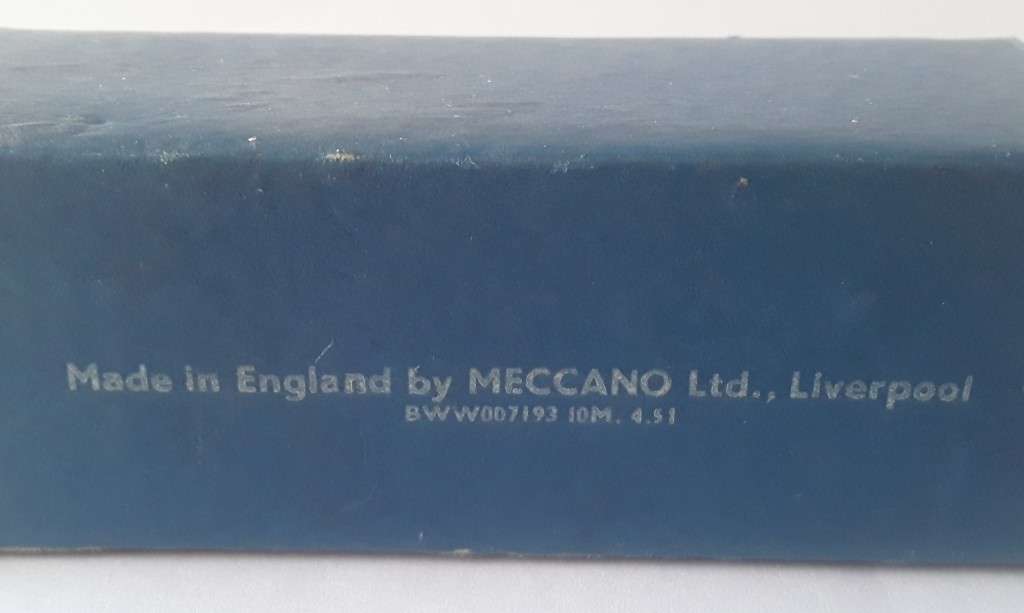 Made in England by MECCANO Ltd., Liverpool
BWW007193 10M. 4.51